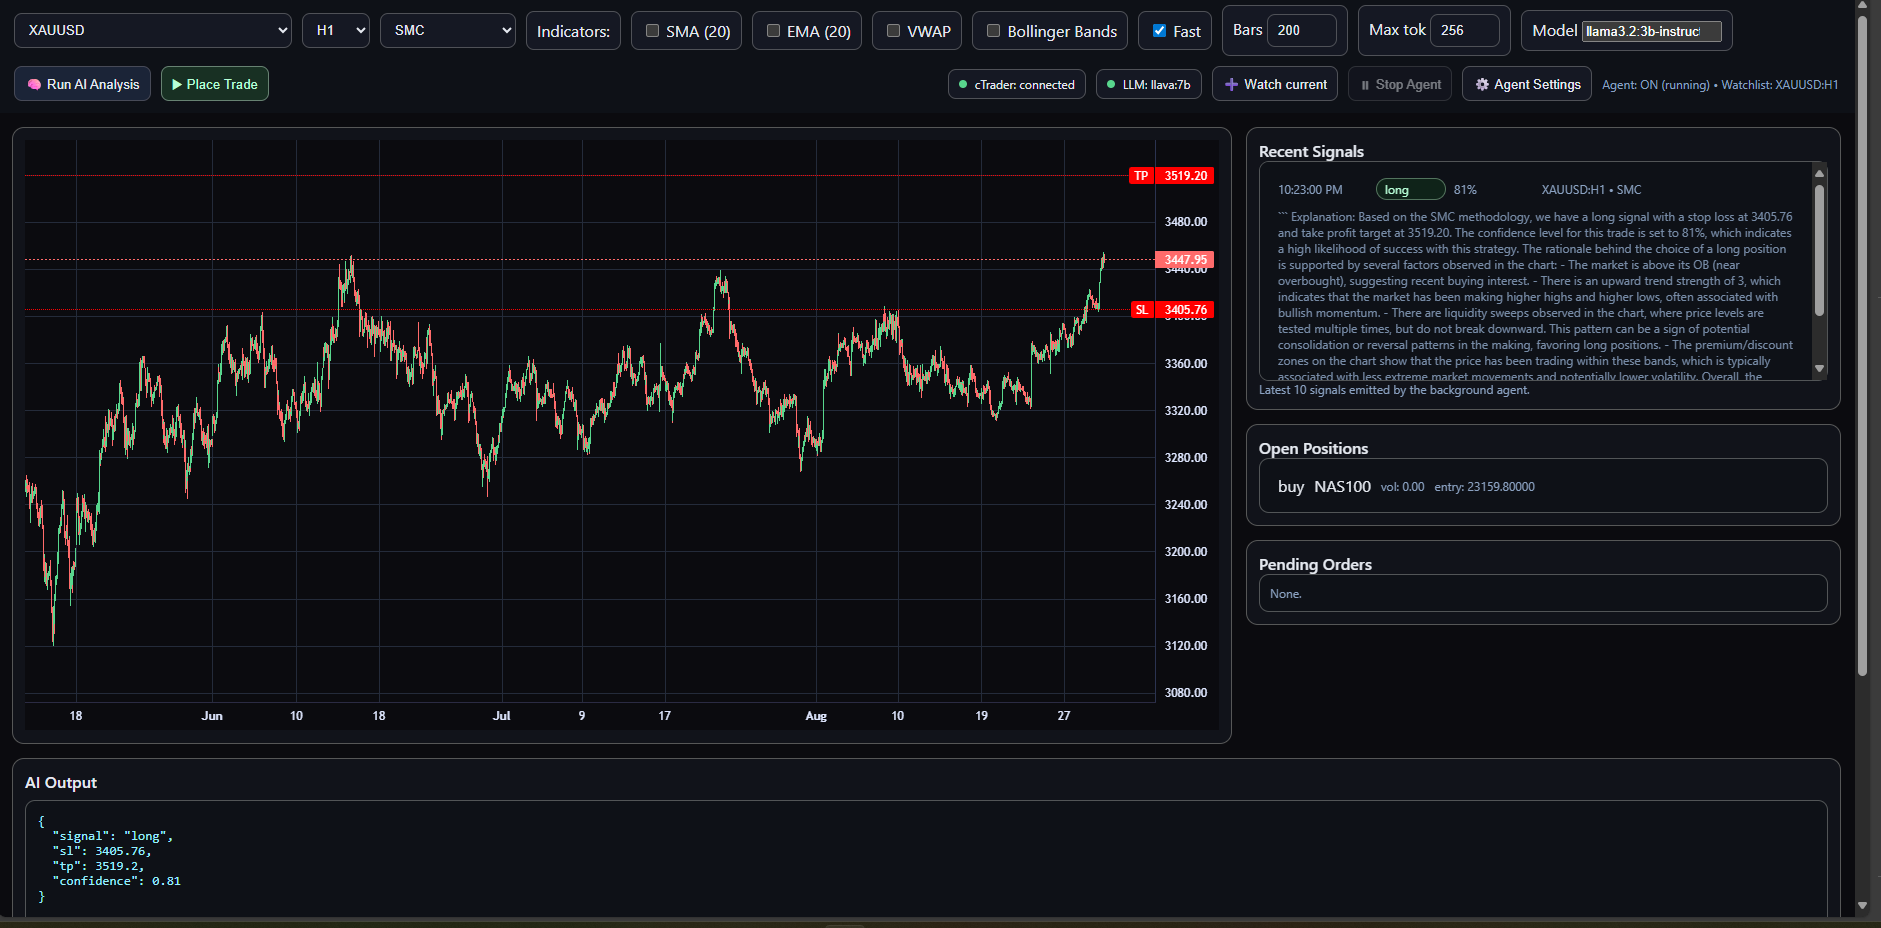 XAUUSD H1 SMC Indicators: SMA (20) EMA (20) VWAP Bollinger Bands Fast Bars 200 Max tok 256 Model llama3.2:3b-instruct
Run AI Analysis Place Trade cTrader: connected LLM: llava:7b Watch current Stop Agent Agent Settings Agent: ON (running) • Watchlist: XAUUSD:H1
TP 3519.20
3480.00
3447.95
3440.00
SL 3405.76
3400.00
3360.00
3320.00
3280.00
3240.00
3200.00
3160.00
3120.00
3080.00
18 Jun 10 18 Jul 9 17 Aug 10 19 27
Recent Signals
10:23:00 PM long 81% XAUUSD:H1 • SMC
``` Explanation: Based on the SMC methodology, we have a long signal with a stop loss at 3405.76
and take profit target at 3519.20. The confidence level for this trade is set to 81%, which indicates
a high likelihood of success with this strategy. The rationale behind the choice of a long position
is supported by several factors observed in the chart: - The market is above its OB (near
overbought), suggesting recent buying interest. - There is an upward trend strength of 3, which
indicates that the market has been making higher highs and higher lows, often associated with
bullish momentum. - There are liquidity sweeps observed in the chart, where price levels are
tested multiple times, but do not break downward. This pattern can be a sign of potential
consolidation or reversal patterns in the making, favoring long positions. - The premium/discount
zones on the chart show that the price has been trading within these bands, which is typically
associated with less extreme market movements and potentially lower volatility. Overall, the
Latest 10 signals emitted by the background agent.
Open Positions
buy NAS100 vol: 0.00 entry: 23159.80000
Pending Orders
None.
AI Output
{
"signal": "long",
"sl": 3405.76,
"tp": 3519.2,
"confidence": 0.81
}